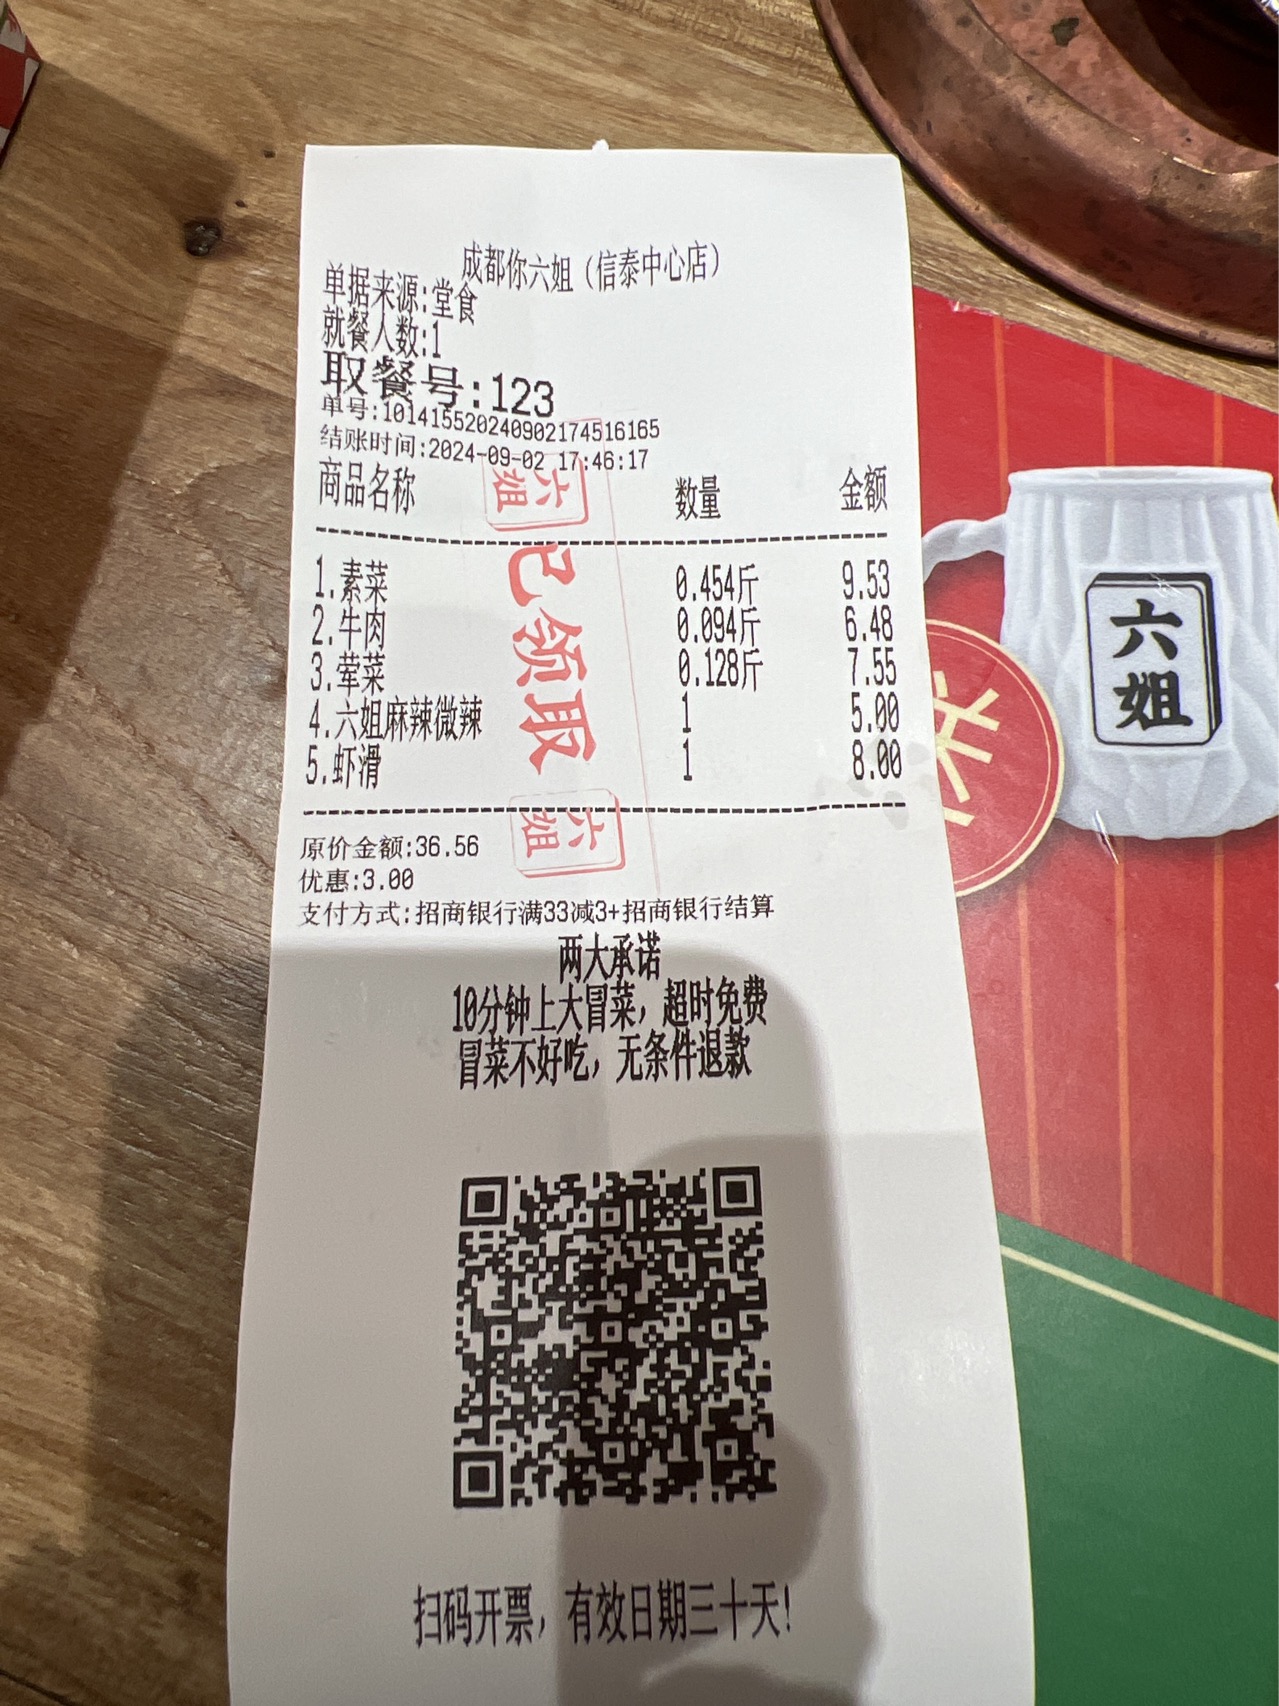 成都你六姐（信泰中心店）
单据来源:堂食
就餐人数:1
取餐号:123
单号:101415520240902174516165
结账时间:2024-09-02 17:46:17
商品名称 数量 金额
1.素菜 0.454斤 9.53
2.牛肉 0.094斤 6.48
3.荤菜 0.128斤 7.55
4.六姐麻辣微辣 1 5.00
5.虾滑 1 8.00
六姐
已领取
六姐
原价金额:36.56
优惠:3.00
支付方式:招商银行满33减3+招商银行结算
两大承诺
10分钟上大冒菜，超时免费
冒菜不好吃，无条件退款
扫码开票，有效日期三十天!
六
姐